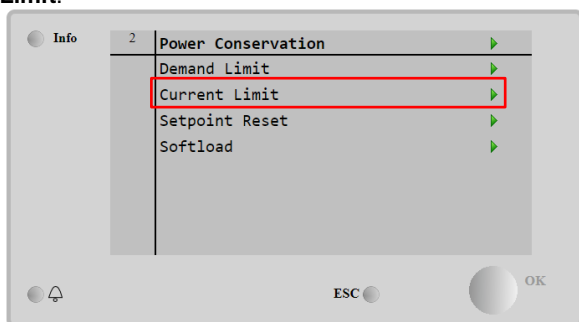 Limit.
Info
2 Power Conservation
Demand Limit
Current Limit
Setpoint Reset
Softload
ESC
OK